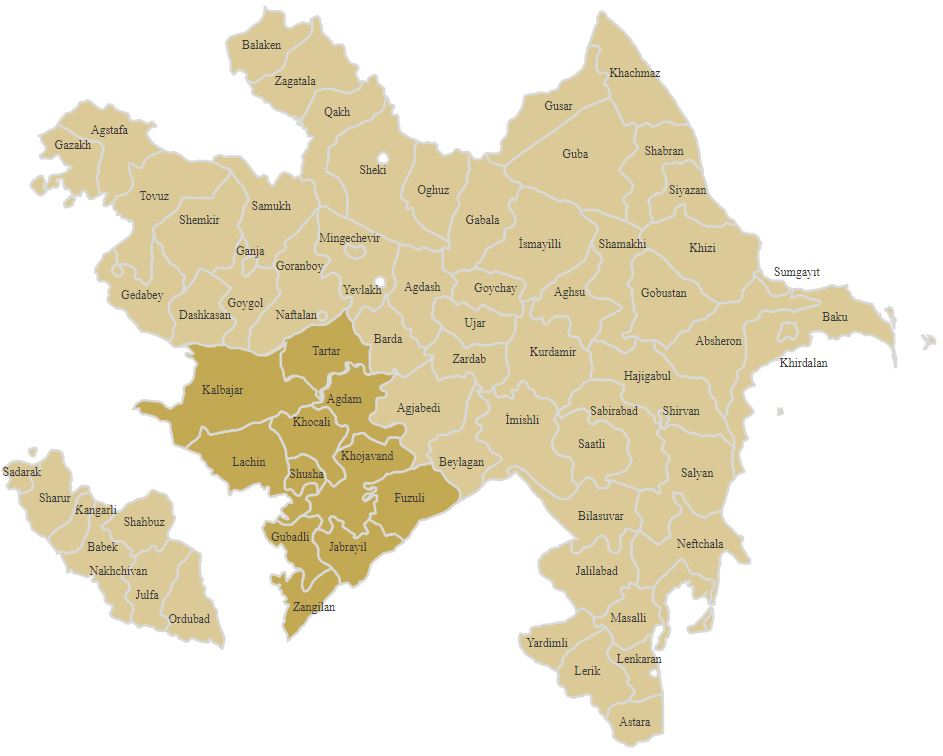 Balaken
Khachmaz
Zagatala
Gusar
Qakh
Agstafa
Gazakh
Shabran
Guba
Sheki
Siyazan
Oghuz
Tovuz
Samukh
Shemkir
Gabala
Mingechevir
İsmayilli
Shamakhi
Khizi
Ganja
Goranboy
Sumgayıt
Agdash
Goychay
Yevlakh
Aghsu
Gobustan
Gedabey
Goygol
Dashkasan
Naftalan
Baku
Ujar
Barda
Absheron
Tartar
Kurdamir
Zardab
Khirdalan
Hajigabul
Kalbajar
Agdam
Agjabedi
Sabirabad
Shirvan
Khocali
İmishli
Saatli
Khojavand
Lachin
Beylagan
Sadarak
Shusha
Salyan
Sharur
Fuzuli
Kangarli
Bilasuvar
Shahbuz
Gubadli
Neftchala
Babek
Jabrayil
Nakhchivan
Jalilabad
Julfa
Zangilan
Ordubad
Masalli
Yardimli
Lenkaran
Lerik
Astara